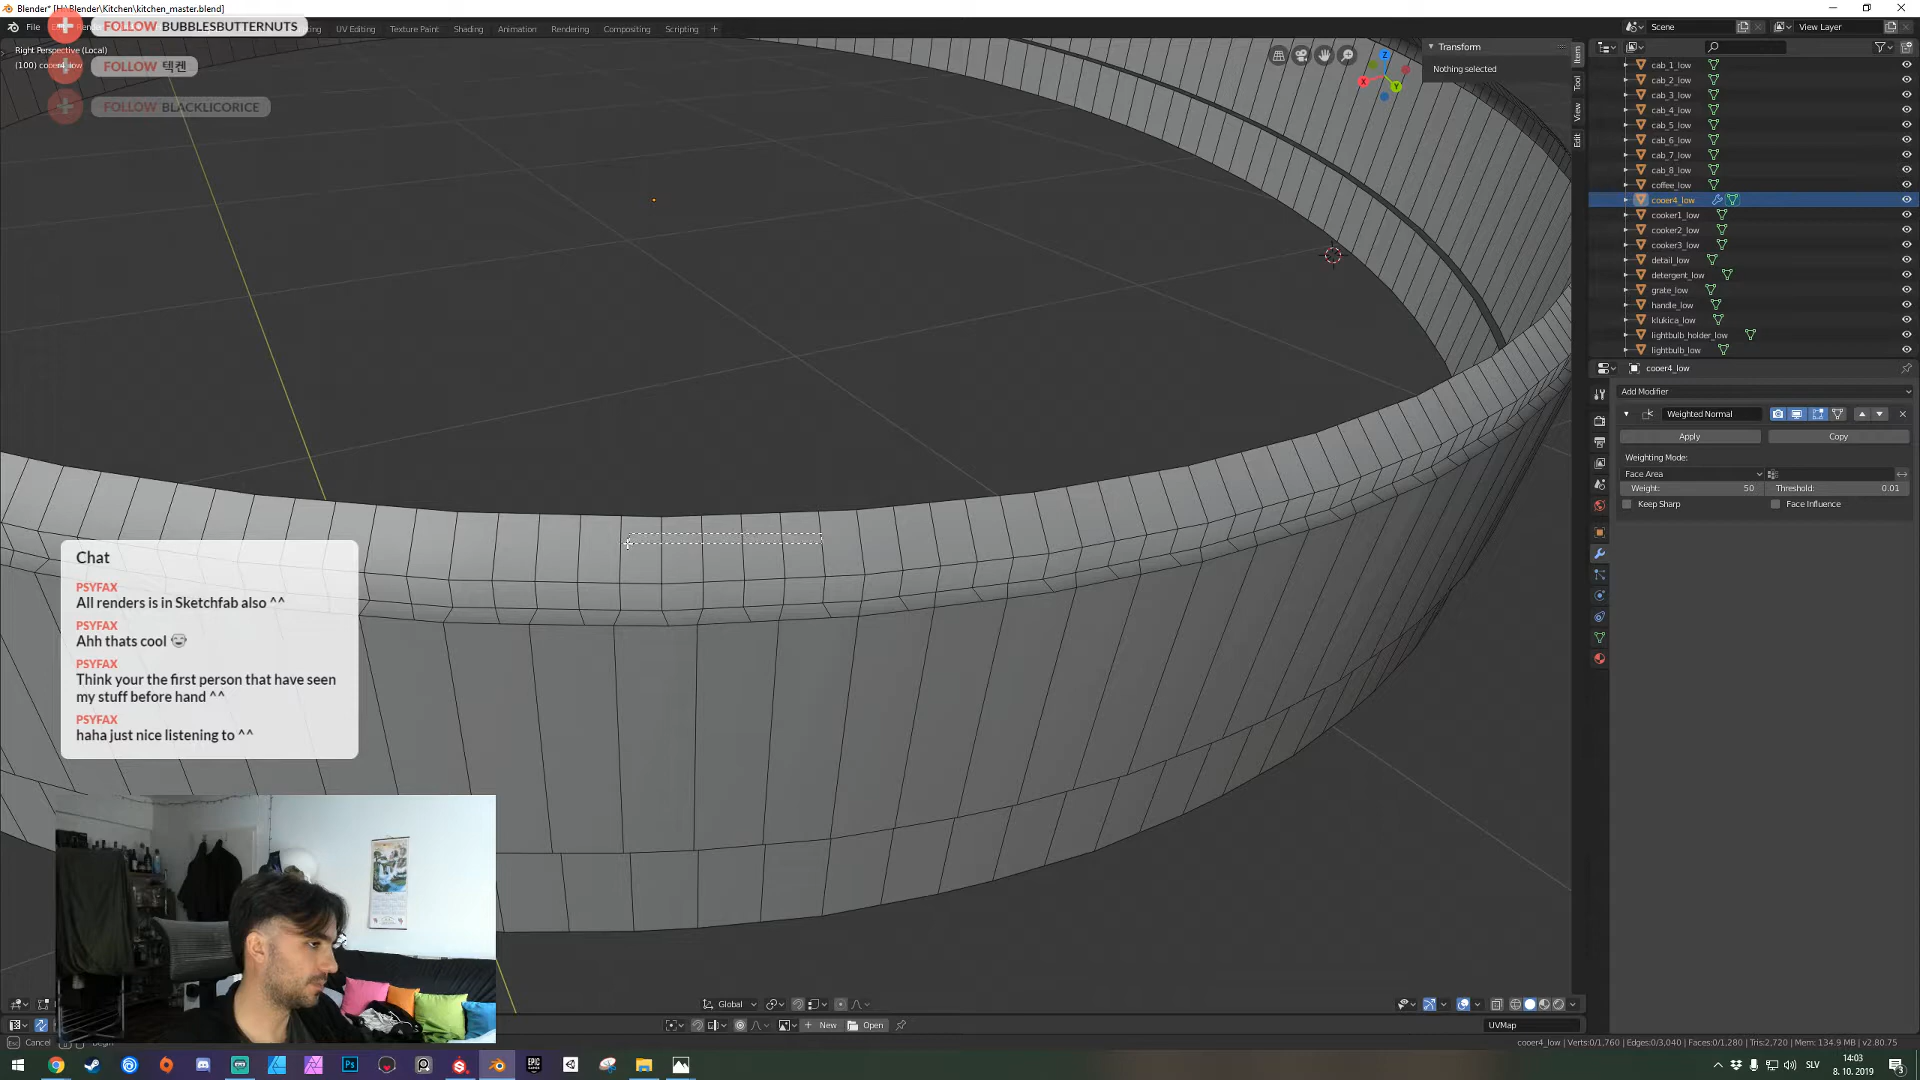 Blender* [H:\Blender\Kitchen\kitchen_master.blend]
File
UV Editing
Texture Paint
Shading
Animation
Rendering
Compositing
Scripting
Scene
View Layer
FOLLOW BUBBLESBUTTERNUTS
FOLLOW 텍켄
FOLLOW BLACKLICORICE
Right Perspective (Local)
(100) cooer4_low
Transform
Nothing selected
Item
Tool
View
Edit
X
Y
Z
cab_1_low
cab_2_low
cab_3_low
cab_4_low
cab_5_low
cab_6_low
cab_7_low
cab_8_low
coffee_low
cooer4_low
cooker1_low
cooker2_low
cooker3_low
detail_low
detergent_low
grate_low
handle_low
klukica_low
lightbulb_holder_low
lightbulb_low
cooer4_low
Add Modifier
Weighted Normal
Apply
Copy
Weighting Mode:
Face Area
Weight: 50
Threshold: 0.01
Keep Sharp
Face Influence
Chat
PSYFAX
All renders is in Sketchfab also ^^
PSYFAX
Ahh thats cool
PSYFAX
Think your the first person that have seen
my stuff before hand ^^
PSYFAX
haha just nice listening to ^^
Global
New
Open
UVMap
Cancel
cooer4_low | Verts:0/1,760 | Edges:0/3,040 | Faces:0/1,280 | Tris:2,720 | Mem: 134.9 MB | v2.80.75
SLV
14:03
8. 10. 2019